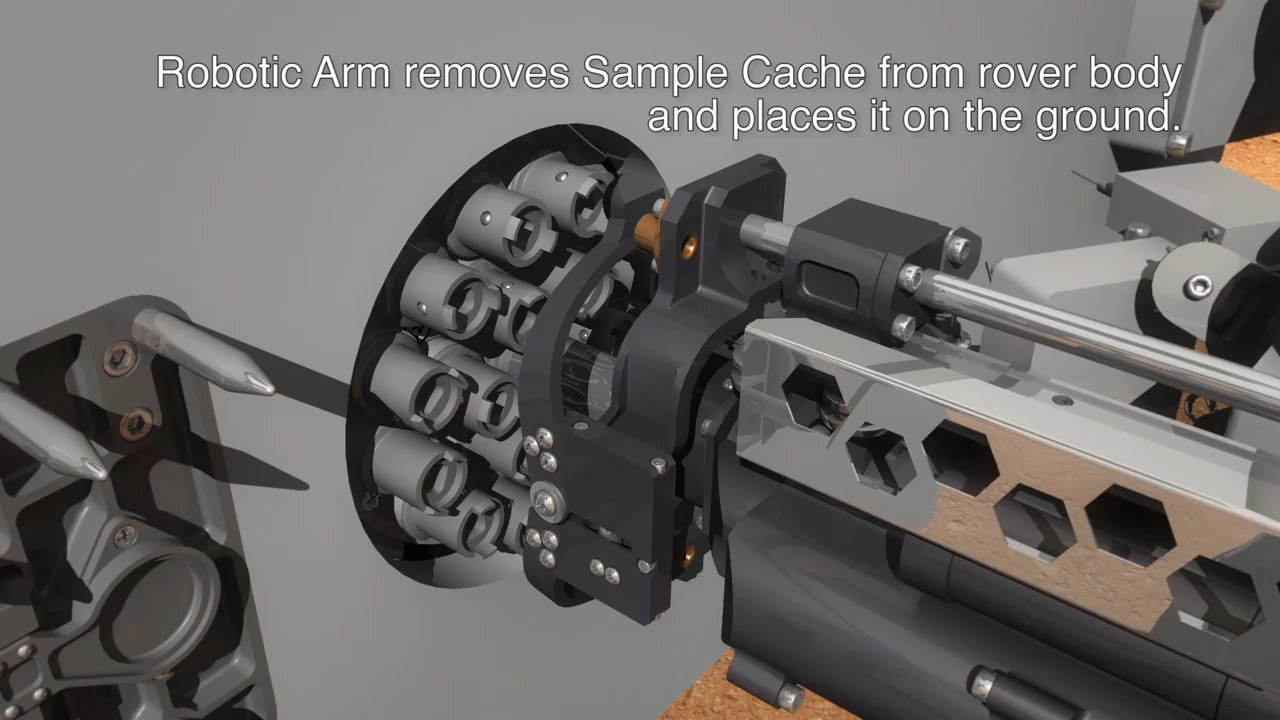 Robotic Arm removes Sample Cache from rover body
and places it on the ground.